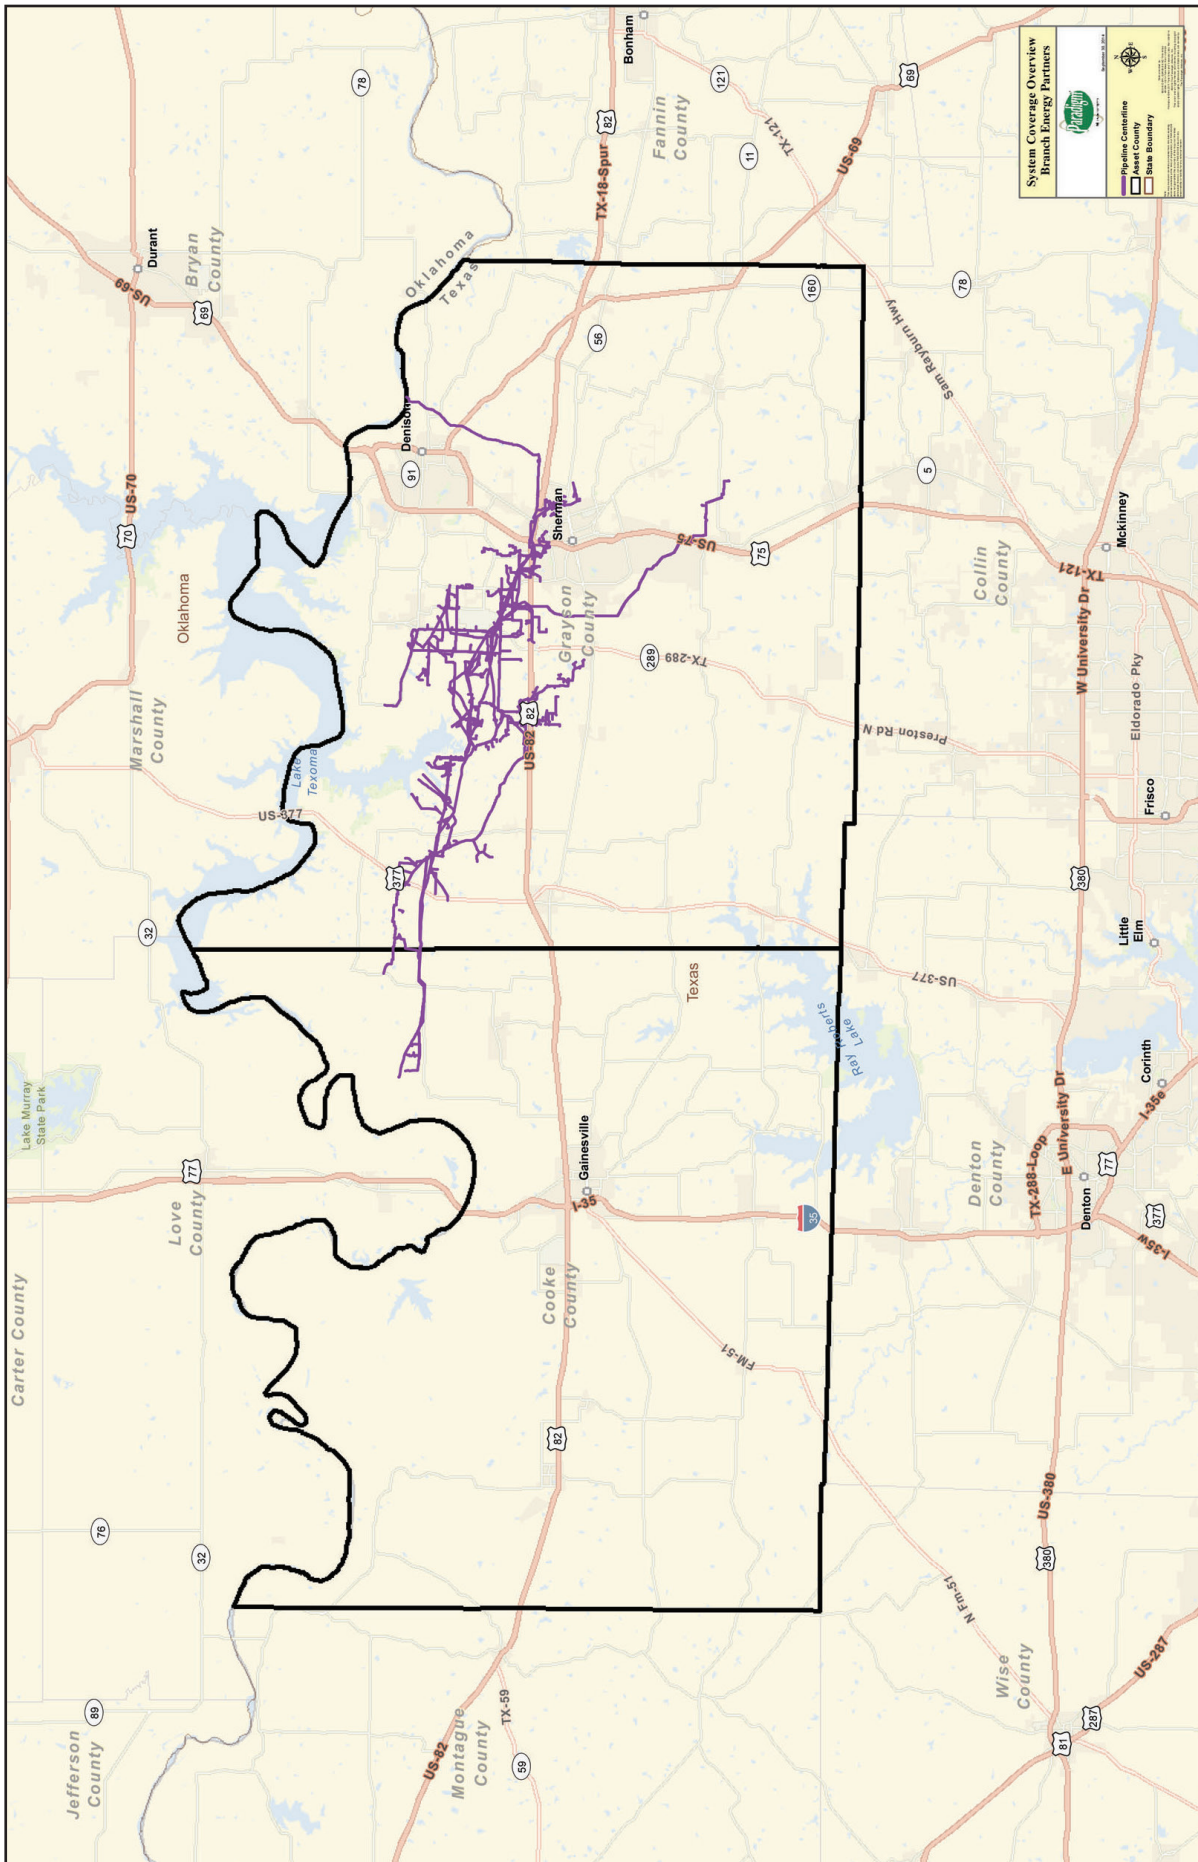 Carter County
Jefferson
County
89
76
32
Love
County
77
Lake Murray
State Park
32
Marshall
County
Oklahoma
70
US-70
US-69
Durant
Bryan
County
69
78
US-377
Lake
Texoma
Oklahoma
Texas
Denison
91
377
US-82
Montague
County
TX-59
59
82
Cooke
County
Gainesville
I-35
35
FM-51
Texas
US-82
82
Grayson
County
Sherman
US-75
75
289
TX-289
56
TX-18-Spur
82
Bonham
Fannin
County
121
TX-121
11
US-69
69
160
78
Sam Rayburn Hwy
5
Preston Rd N
Ray Roberts
Lake
US-377
Collin
County
Mckinney
TX-121
W University Dr
Eldorado Pky
380
Frisco
Little
Elm
Corinth
I-35e
Denton
County
TX-288-Loop
E University Dr
Denton
77
377
I-35w
US-380
380
N Fm-51
Wise
County
81
287
US-287
System Coverage Overview
Branch Energy Partners
Paradigm
September 30, 2014
N
W
E
S
Pipeline Centerline
Asset County
State Boundary